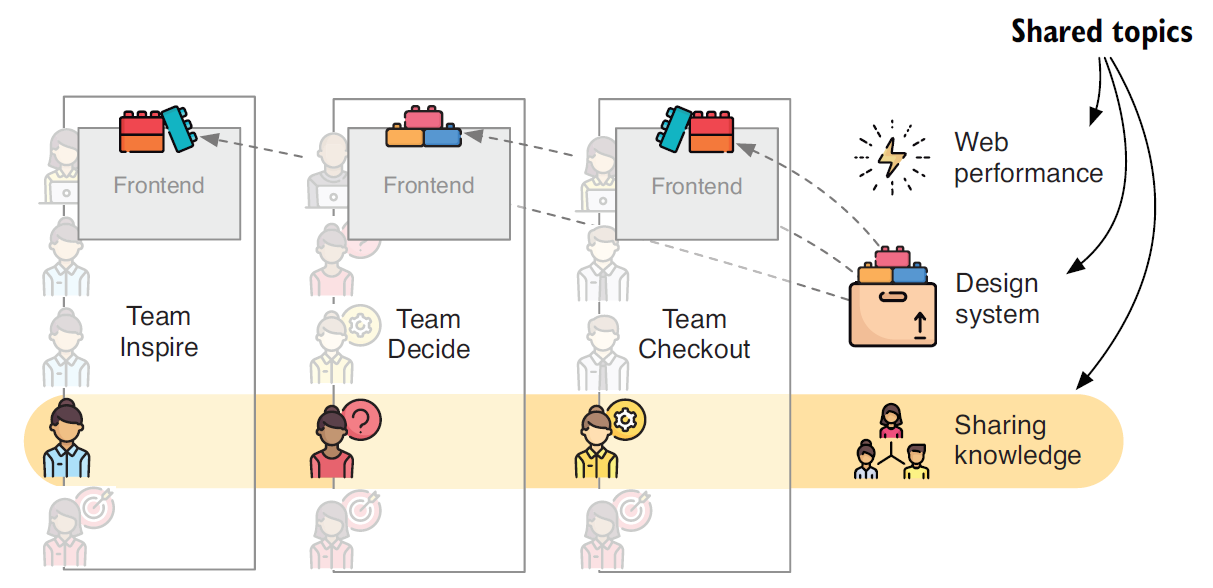 Shared topics
Web
performance
Frontend
Frontend
Frontend
Design
system
Team
Inspire
Team
Decide
Team
Checkout
Sharing
knowledge
?
?